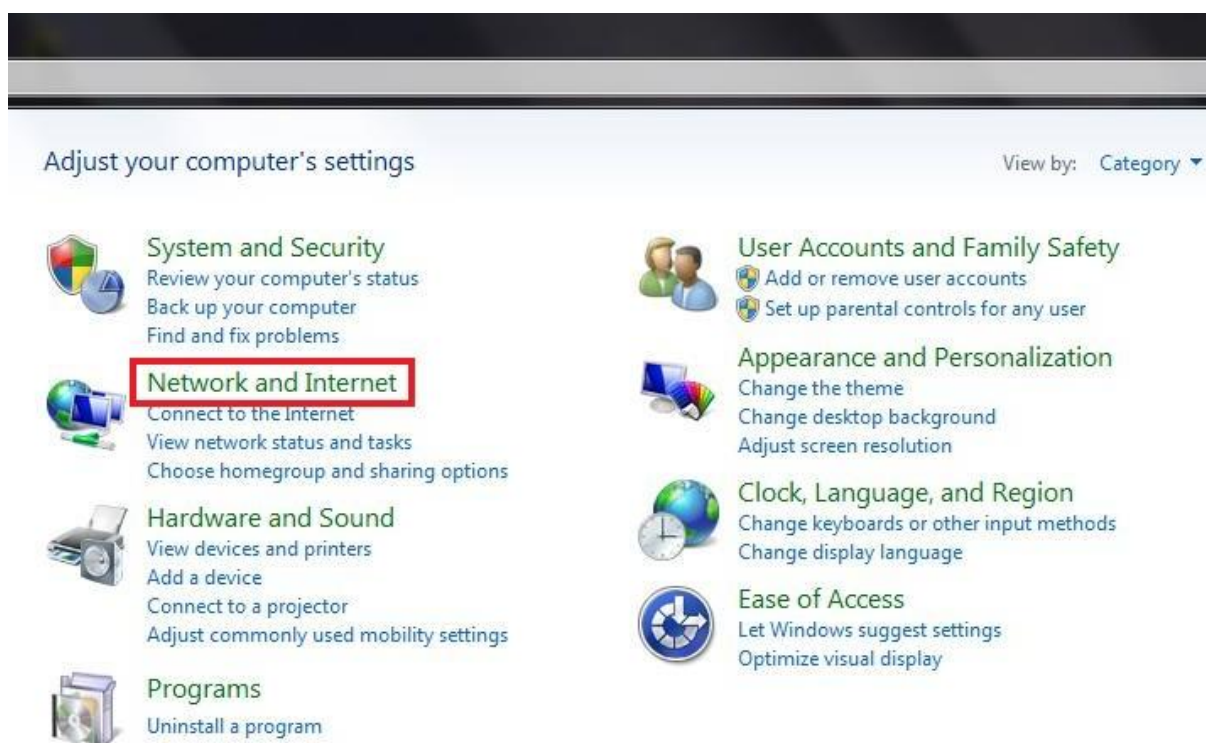 Adjust your computer's settings
View by: Category
System and Security
Review your computer's status
Back up your computer
Find and fix problems
Network and Internet
Connect to the Internet
View network status and tasks
Choose homegroup and sharing options
Hardware and Sound
View devices and printers
Add a device
Connect to a projector
Adjust commonly used mobility settings
Programs
Uninstall a program
User Accounts and Family Safety
Add or remove user accounts
Set up parental controls for any user
Appearance and Personalization
Change the theme
Change desktop background
Adjust screen resolution
Clock, Language, and Region
Change keyboards or other input methods
Change display language
Ease of Access
Let Windows suggest settings
Optimize visual display